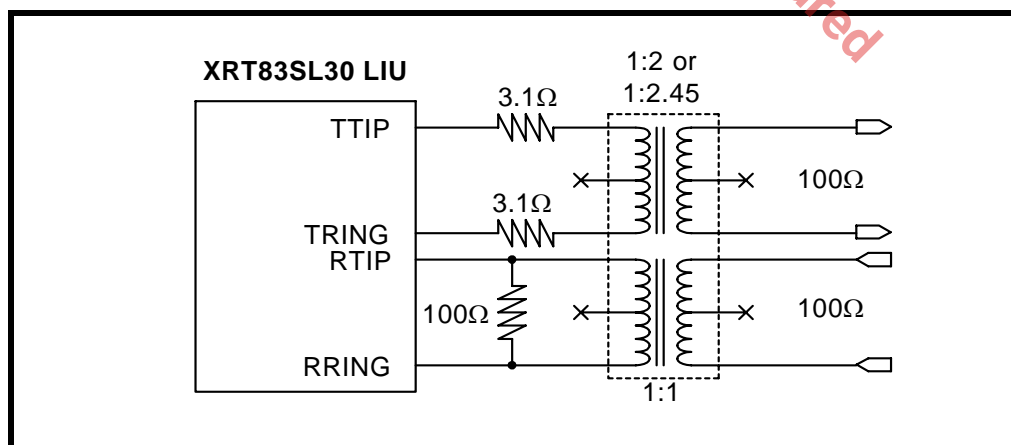 XRT83SL30 LIU
1:2 or
1:2.45
3.1Ω
TTIP
100Ω
3.1Ω
TRING
RTIP
100Ω
100Ω
RRING
1:1